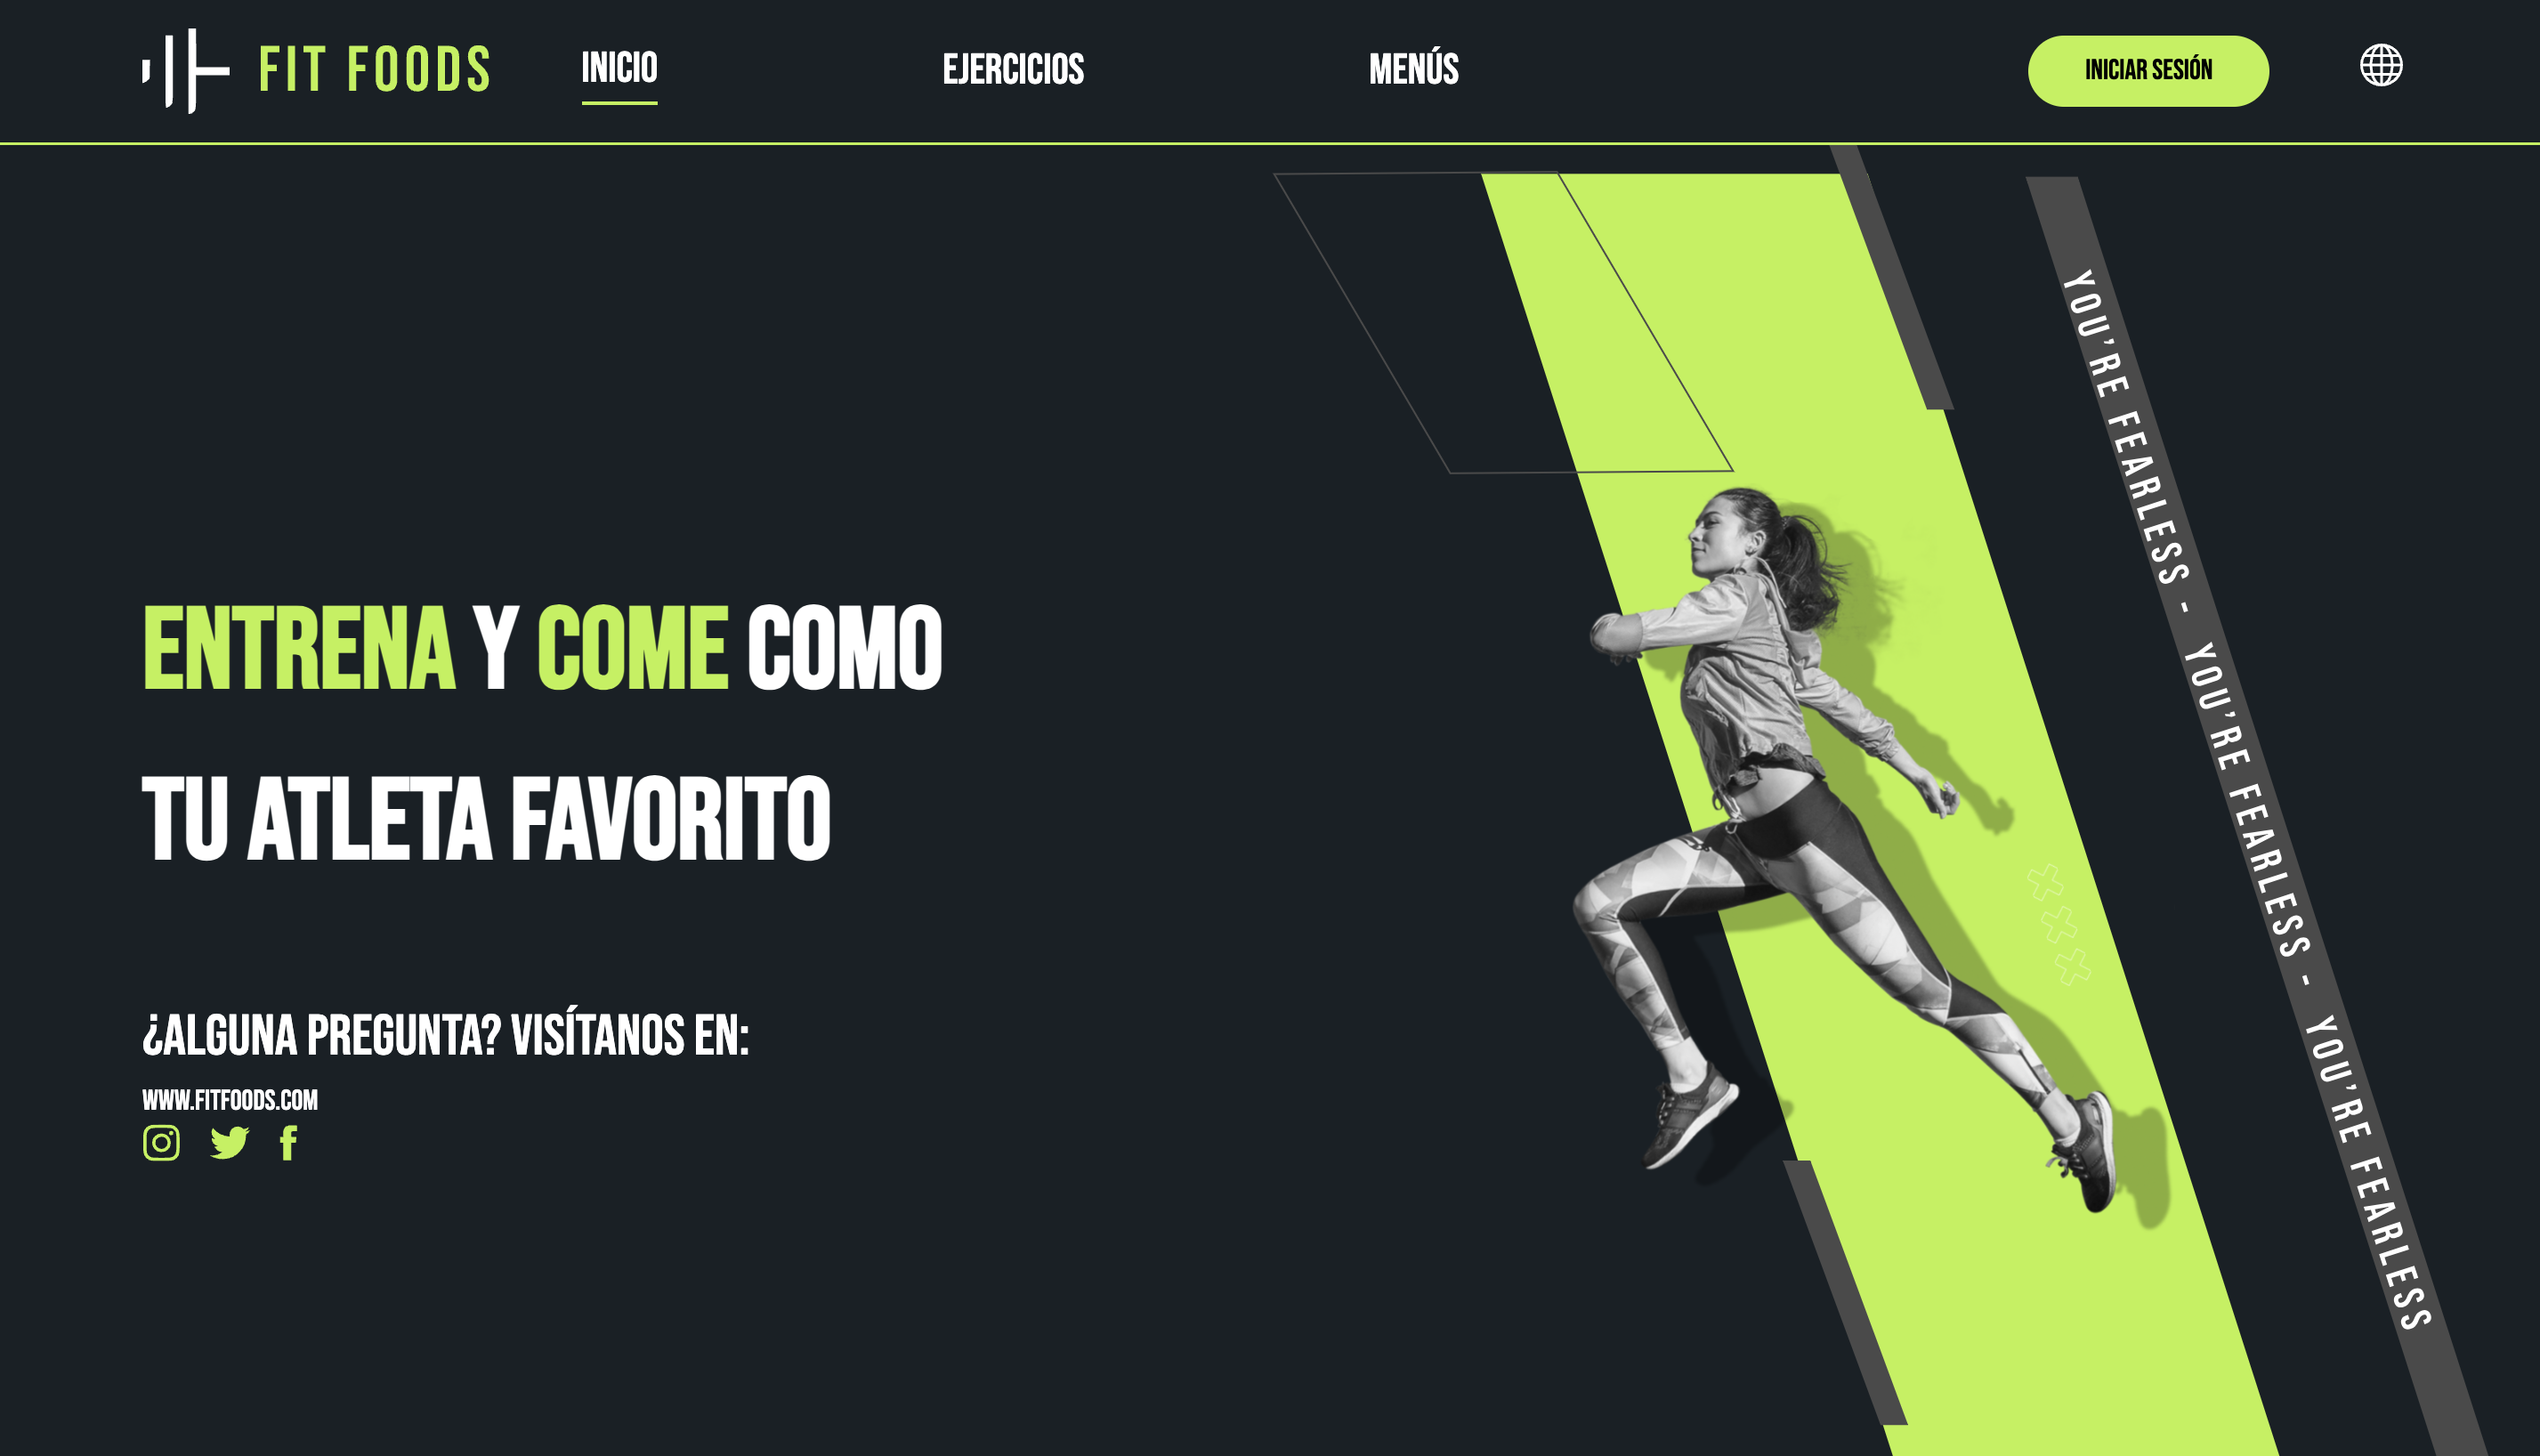 FIT FOODS
INICIO
EJERCICIOS
MENÚS
INICIAR SESIÓN
ENTRENA Y COME COMO
TU ATLETA FAVORITO
¿ALGUNA PREGUNTA? VISÍTANOS EN:
WWW.FITFOODS.COM
YOU'RE FEARLESS - YOU'RE FEARLESS - YOU'RE FEARLESS